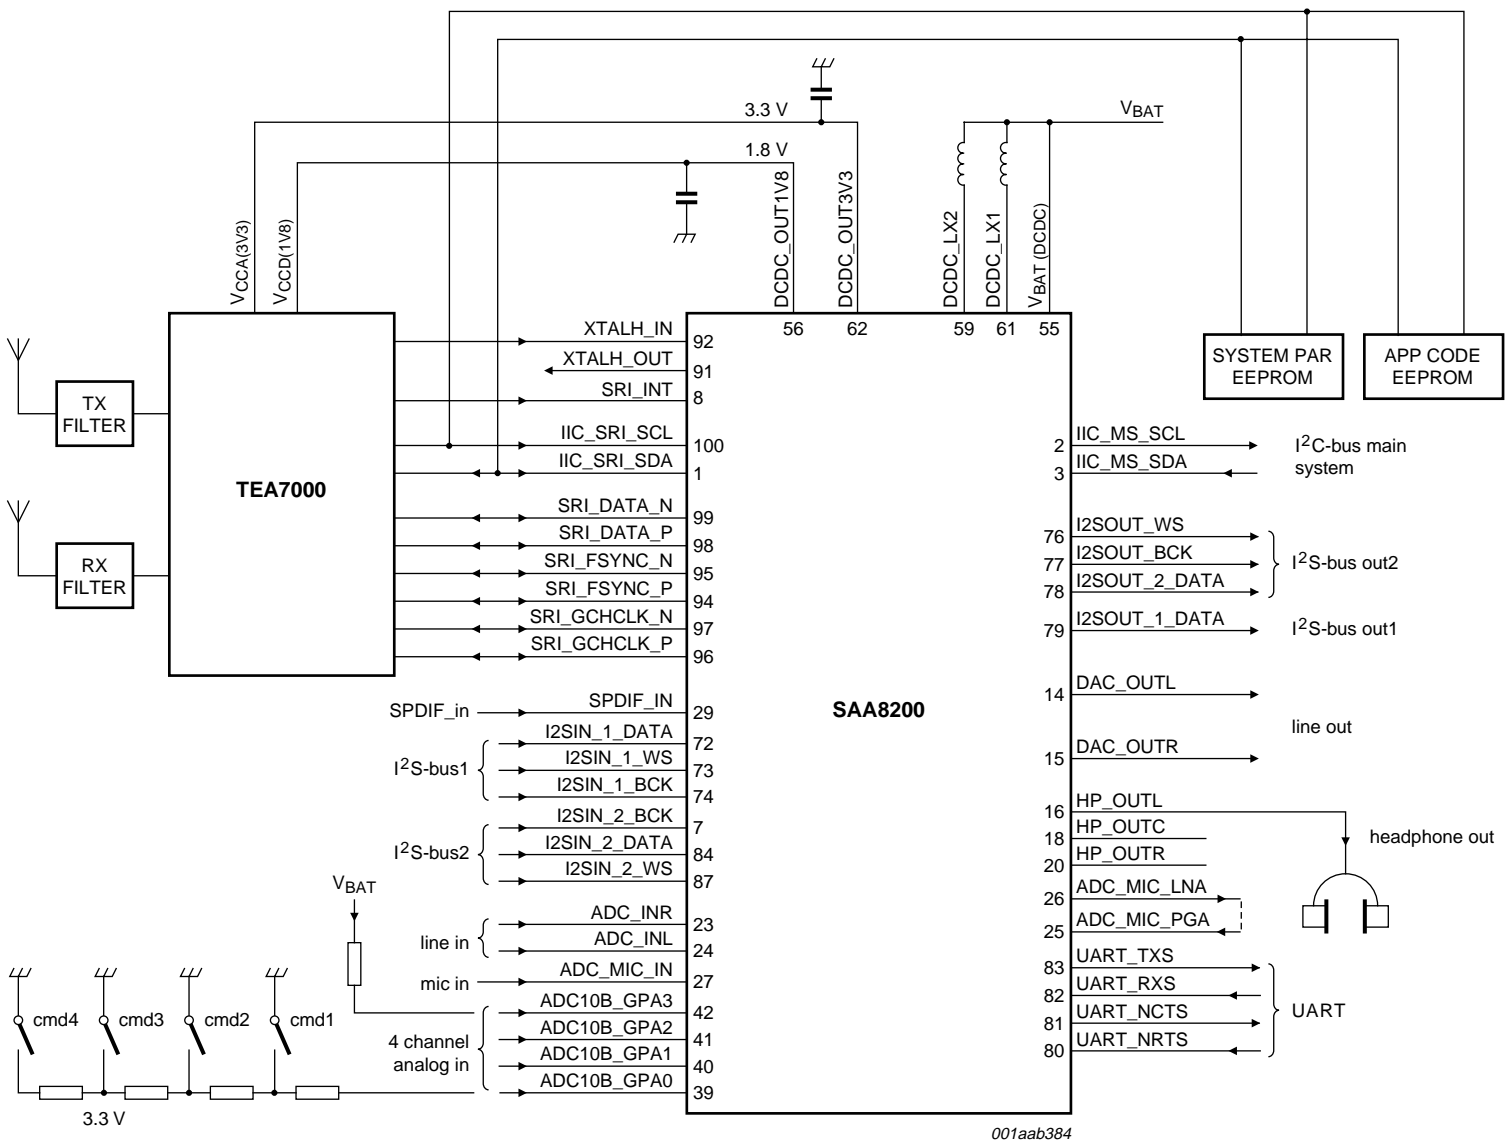 3.3 V
VBAT
1.8 V
VCCA(3V3)
VCCD(1V8)
DCDC_OUT1V8
DCDC_OUT3V3
DCDC_LX2
DCDC_LX1
VBAT (DCDC)
56
62
59
61
55
SYSTEM PAR
EEPROM
APP CODE
EEPROM
TX
FILTER
RX
FILTER
TEA7000
SAA8200
XTALH_IN
92
XTALH_OUT
91
SRI_INT
8
IIC_SRI_SCL
100
IIC_SRI_SDA
1
SRI_DATA_N
99
SRI_DATA_P
98
SRI_FSYNC_N
95
SRI_FSYNC_P
94
SRI_GCHCLK_N
97
SRI_GCHCLK_P
96
SPDIF_in
SPDIF_IN
29
I2S-bus1
I2SIN_1_DATA
72
I2SIN_1_WS
73
I2SIN_1_BCK
74
I2S-bus2
I2SIN_2_BCK
7
I2SIN_2_DATA
84
I2SIN_2_WS
87
VBAT
line in
ADC_INR
23
ADC_INL
24
mic in
ADC_MIC_IN
27
4 channel
analog in
ADC10B_GPA3
42
ADC10B_GPA2
41
ADC10B_GPA1
40
ADC10B_GPA0
39
cmd4
cmd3
cmd2
cmd1
3.3 V
2
IIC_MS_SCL
3
IIC_MS_SDA
I2C-bus main
system
76
I2SOUT_WS
77
I2SOUT_BCK
78
I2SOUT_2_DATA
I2S-bus out2
79
I2SOUT_1_DATA
I2S-bus out1
14
DAC_OUTL
line out
15
DAC_OUTR
16
HP_OUTL
18
HP_OUTC
20
HP_OUTR
headphone out
26
ADC_MIC_LNA
25
ADC_MIC_PGA
83
UART_TXS
82
UART_RXS
81
UART_NCTS
80
UART_NRTS
UART
001aab384